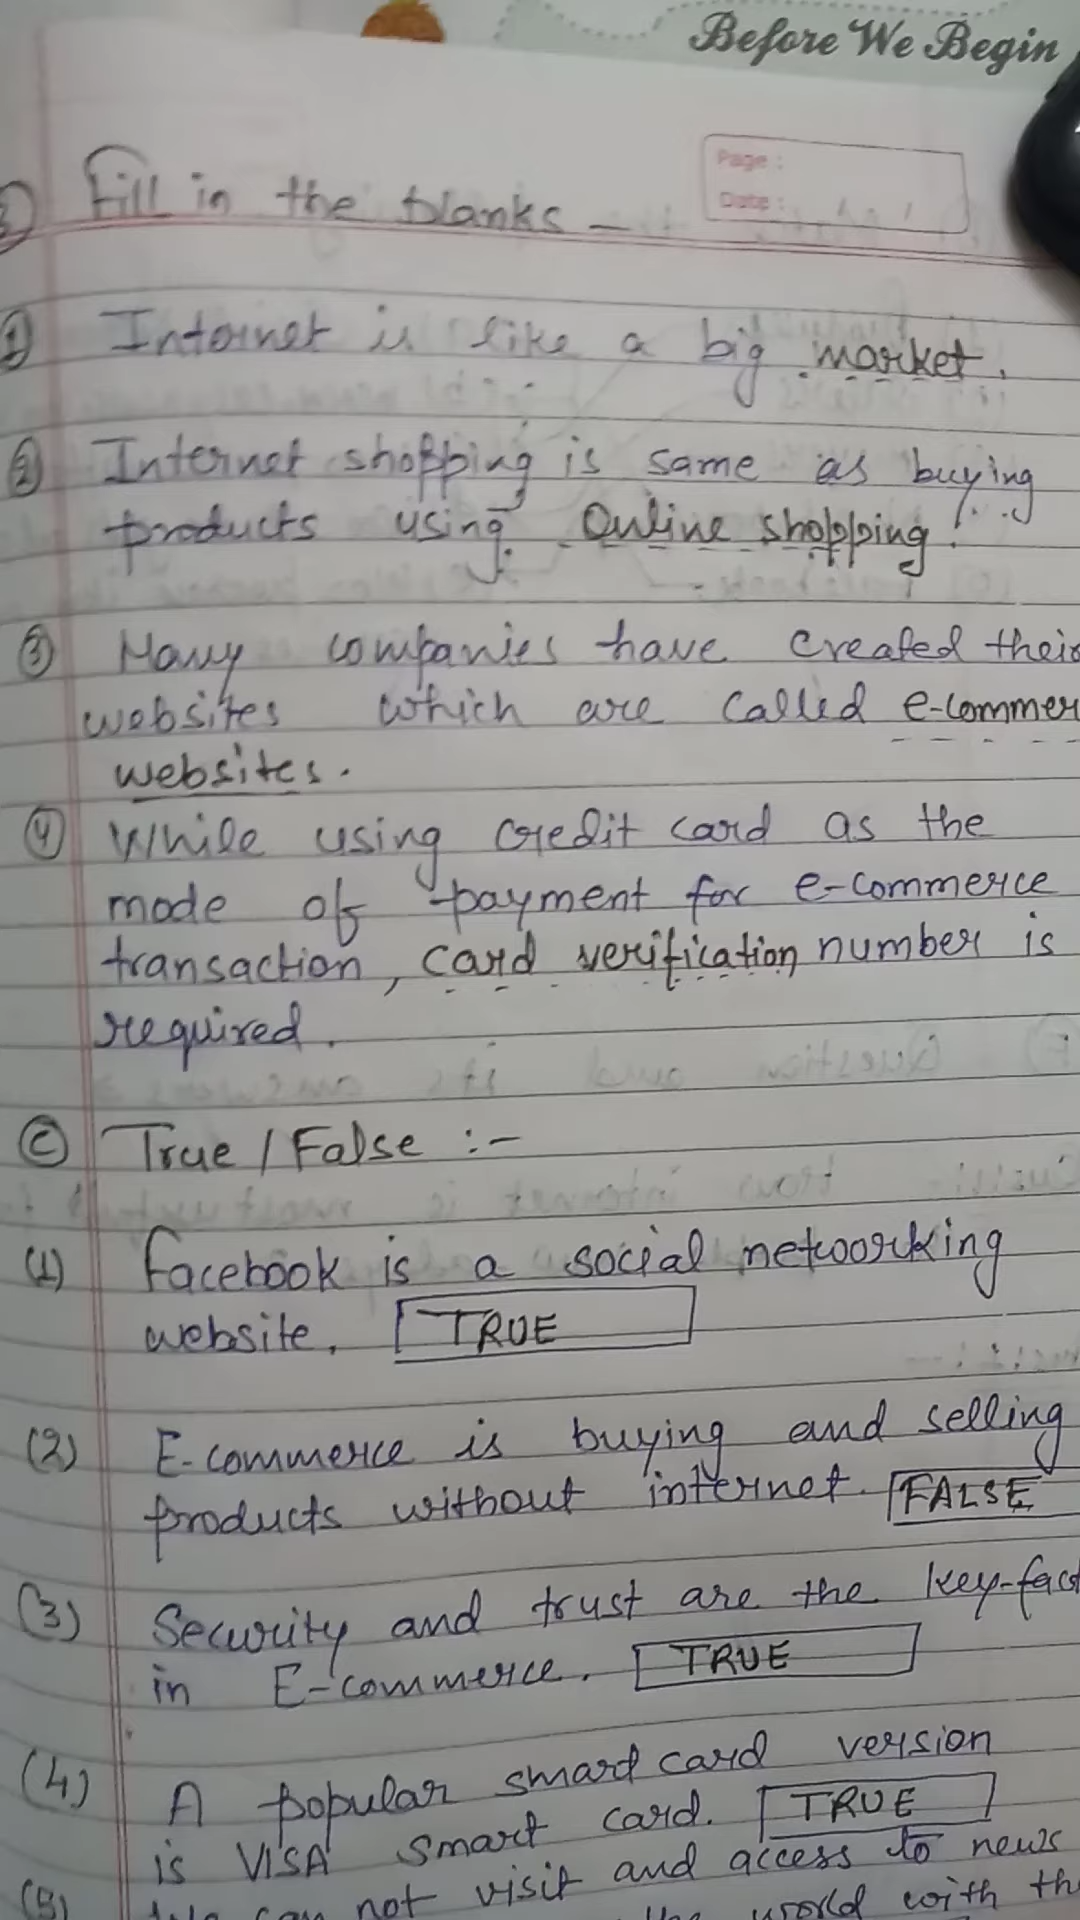 Before We Begin
Page :
Date :
Fill in the blanks -
① Internet is like a big market.
② Internet shopping is same as buying
products using Online shopping.
③ Many companies have created their
websites which are called e-commer
websites.
④ While using credit card as the
mode of payment for e-commerce
transaction, card verification number is
required.
Ⓒ True / False :-
(1) Facebook is a social networking
website. TRUE
(2) E-commerce is buying and selling
products without internet. FALSE
(3) Security and trust are the key-fact
in E-commerce. TRUE
(4) A popular smart card version
is VISA smart card. TRUE
(5) can not visit and access to news
world with the